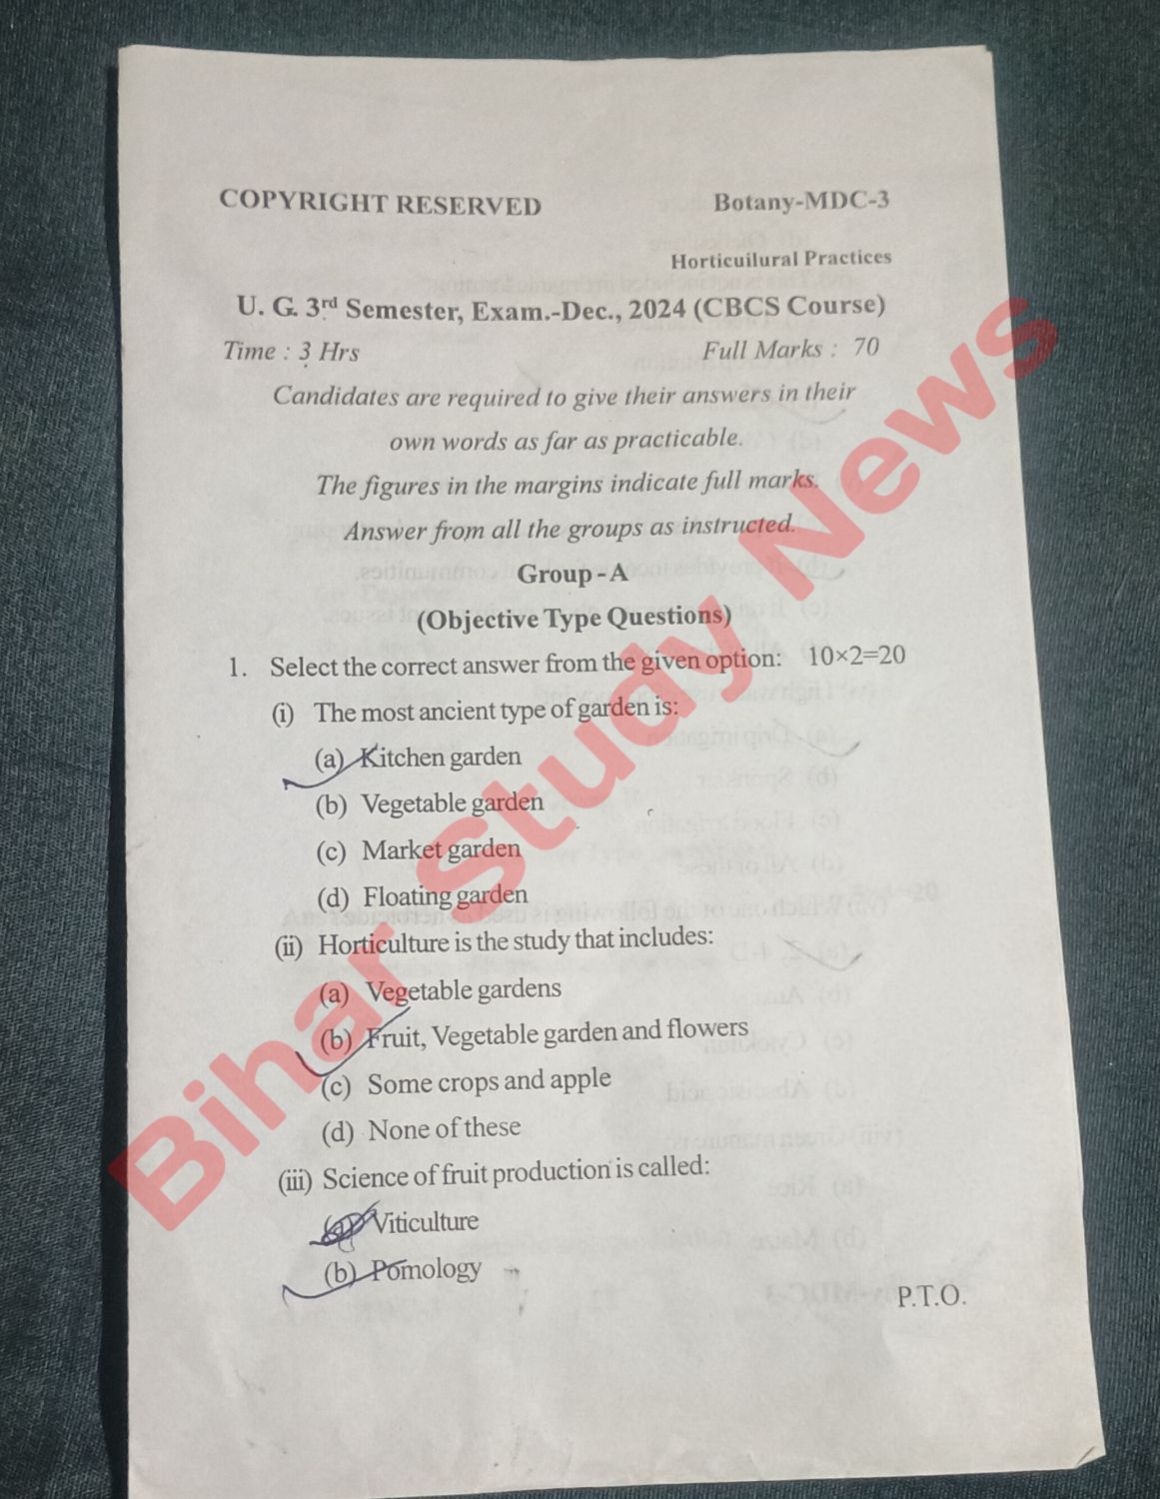 COPYRIGHT RESERVED Botany-MDC-3
Horticuilural Practices
U. G. 3rd Semester, Exam.-Dec., 2024 (CBCS Course)
Time : 3 Hrs Full Marks : 70
Candidates are required to give their answers in their
own words as far as practicable.
The figures in the margins indicate full marks.
Answer from all the groups as instructed.
Group - A
(Objective Type Questions)
1. Select the correct answer from the given option: 10×2=20
(i) The most ancient type of garden is:
(a) Kitchen garden
(b) Vegetable garden
(c) Market garden
(d) Floating garden
(ii) Horticulture is the study that includes:
(a) Vegetable gardens
(b) Fruit, Vegetable garden and flowers
(c) Some crops and apple
(d) None of these
(iii) Science of fruit production is called:
(a) Viticulture
(b) Pomology
P.T.O.
Bihar Study News